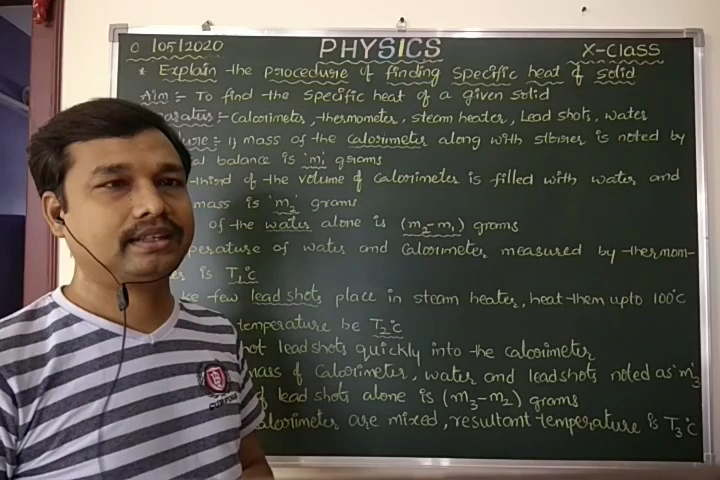 0 /05/2020 PHYSICS X-CLASS
* Explain the procedure of finding specific heat of solid
Aim :- To find the specific heat of a given solid
paratus :- Calorimeter, thermometer, steam heater, Lead shots, water
ure :- 1) mass of the calorimeter along with stirrer is noted by
al balance is 'm₁' grams
third of the volume of calorimeter is filled with water and
mass is 'm₂' grams
of the water alone is (m₂-m₁) grams
perature of water and calorimeter measured by thermom-
is T₁°C
ke few lead shots place in steam heater, heat them upto 100°C
temperature be T₂°C
hot lead shots quickly into the calorimeter
mass of calorimeter, water and lead shots noted as 'm₃'
of lead shots alone is (m₃-m₂) grams
calorimeter are mixed, resultant temperature is T₃°C